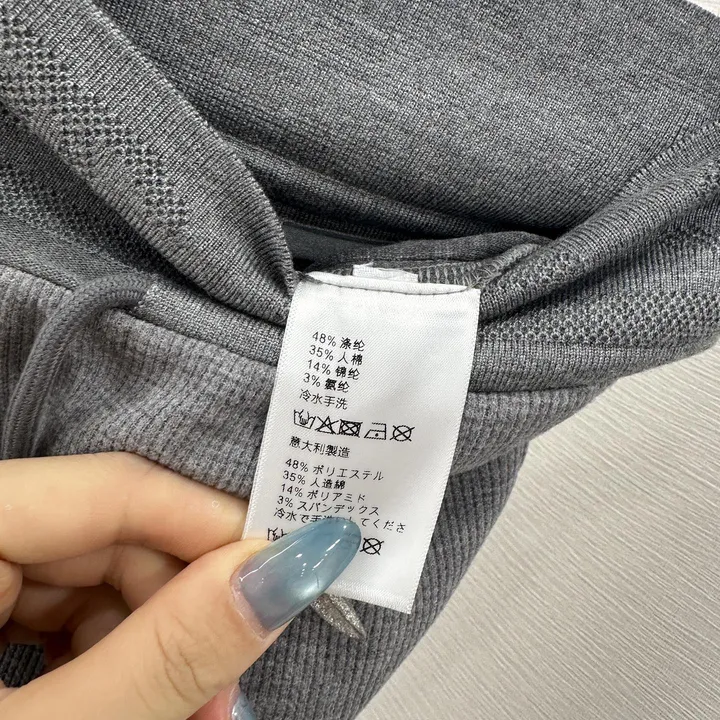 48% 涤纶
35% 人棉
14% 锦纶
3% 氨纶
冷水手洗
意大利製造
48% ポリエステル
35% 人造綿
14% ポリアミド
3% スパンデックス
冷水で手洗いしてくださ